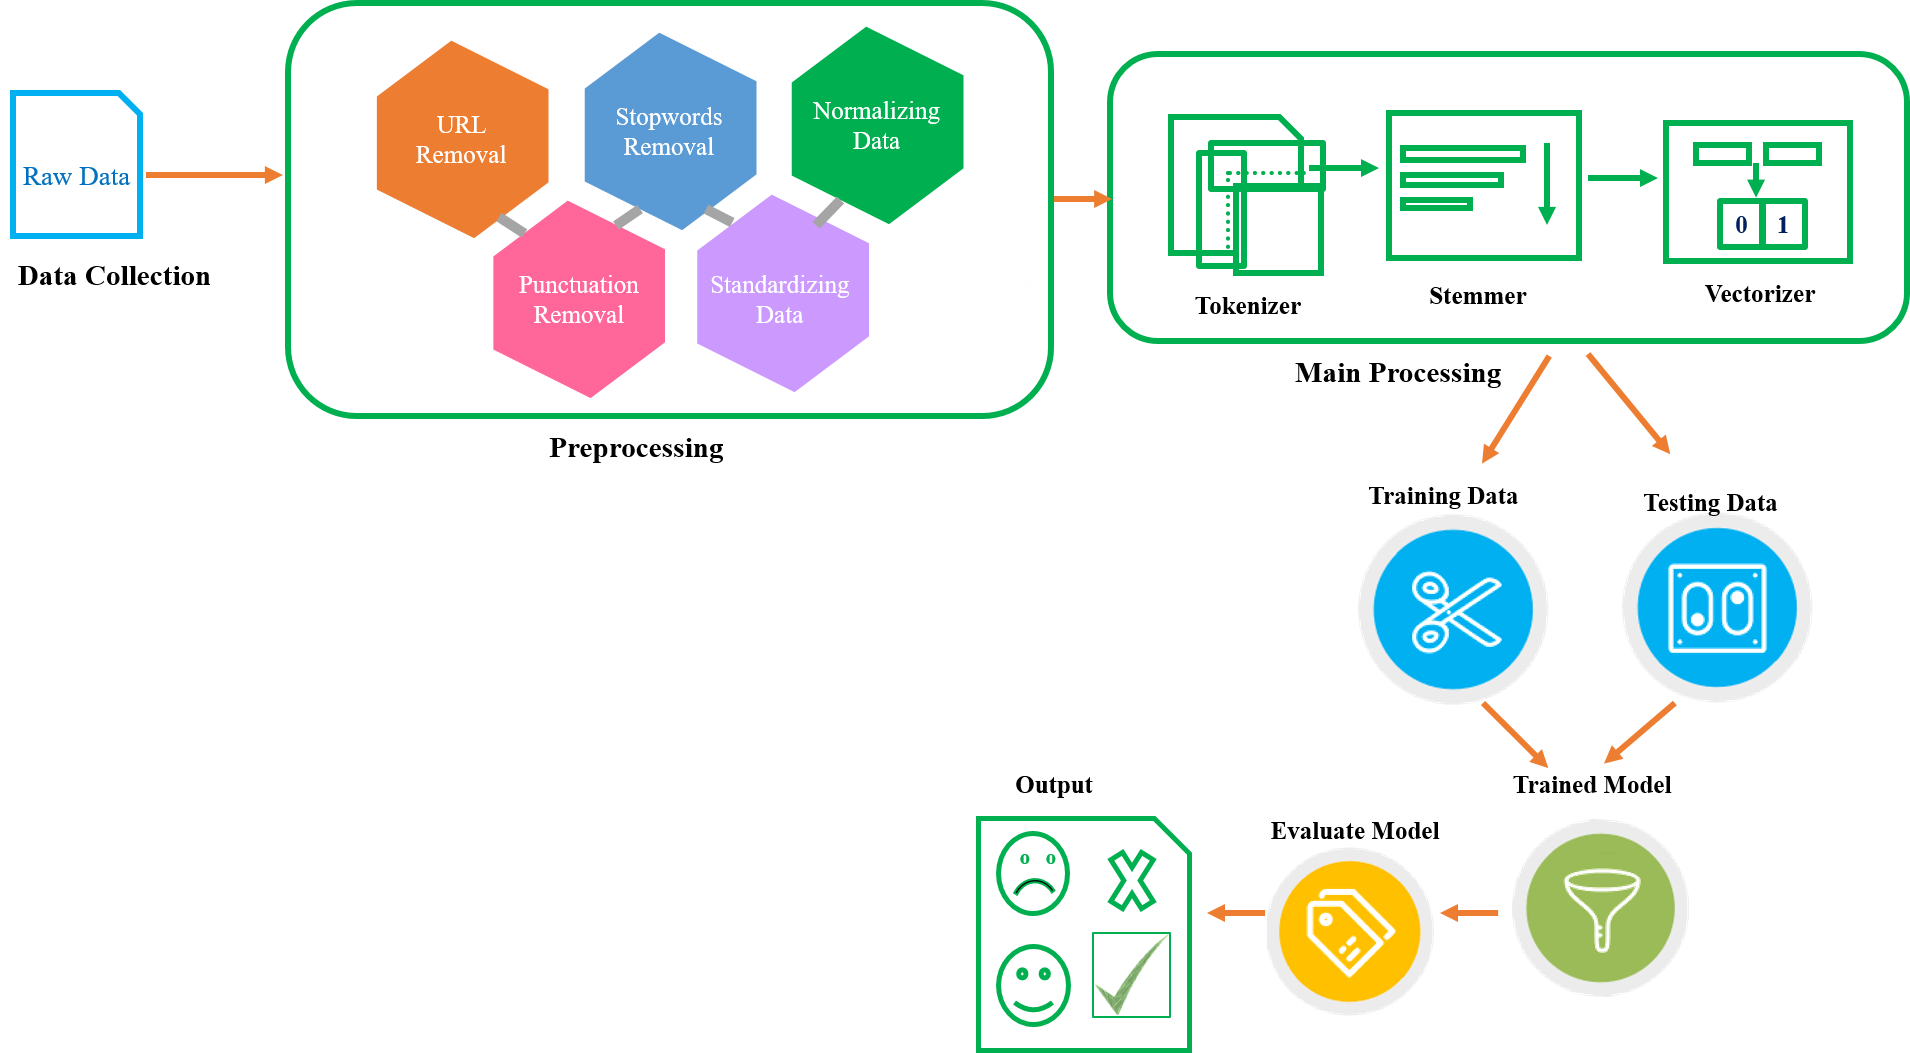 Raw Data
Data Collection
URL
Removal
Stopwords
Removal
Normalizing
Data
Punctuation
Removal
Standardizing
Data
Preprocessing
0 1
Tokenizer
Stemmer
Vectorizer
Main Processing
Training Data
Testing Data
Trained Model
Evaluate Model
Output